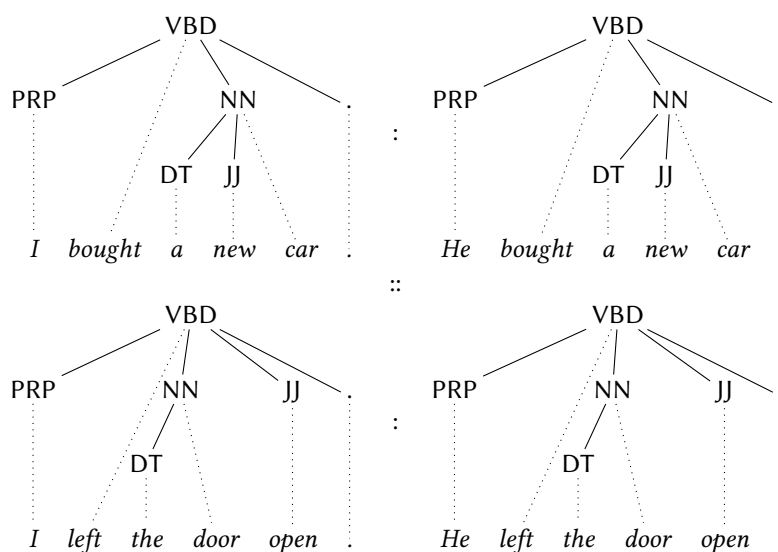 VBD VBD
PRP NN . PRP NN
:
DT JJ DT JJ
I bought a new car . He bought a new car
::
VBD VBD
PRP NN JJ . PRP NN JJ
:
DT DT
I left the door open . He left the door open